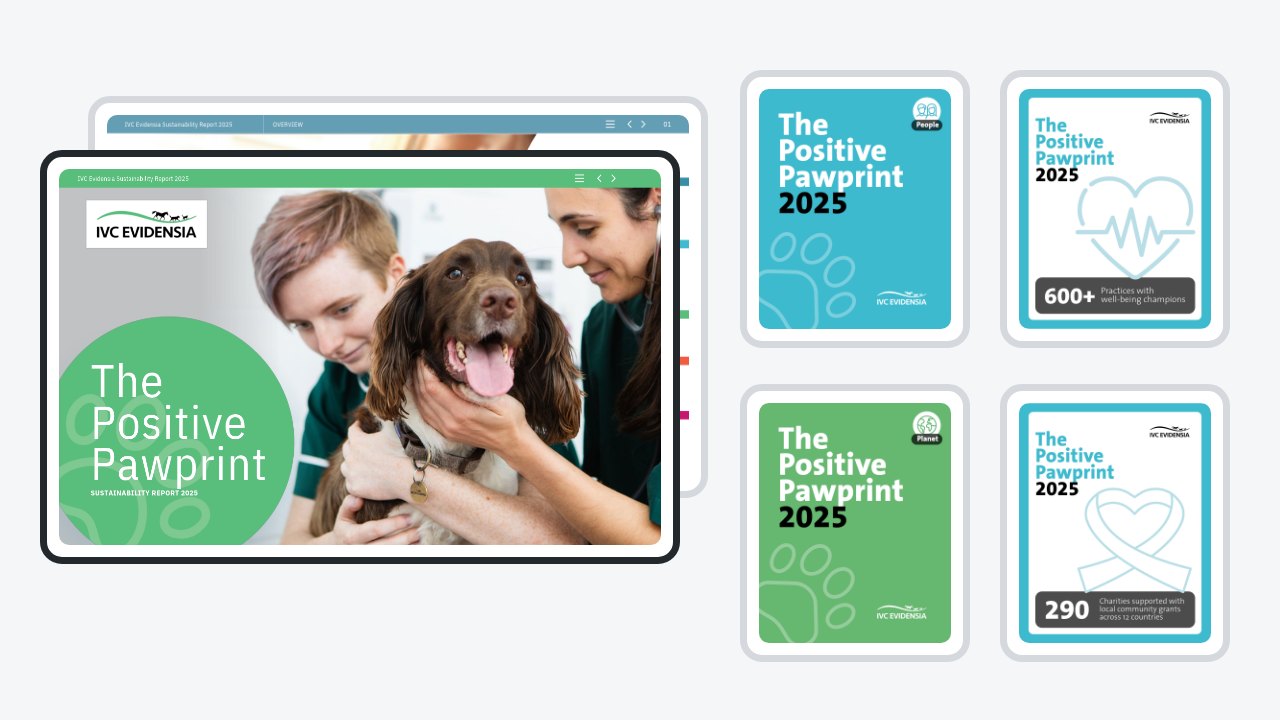 IVC Evidensia Sustainability Report 2025
OVERVIEW
01
IVC Evidensia Sustainability Report 2025
IVC EVIDENSIA
The
Positive
Pawprint
SUSTAINABILITY REPORT 2025
The
Positive
Pawprint
2025
People
IVC EVIDENSIA
The
Positive
Pawprint
2025
IVC EVIDENSIA
600+
Practices with
well-being champions
The
Positive
Pawprint
2025
Planet
IVC EVIDENSIA
The
Positive
Pawprint
2025
IVC EVIDENSIA
290
Charities supported with
local community grants
across 12 countries